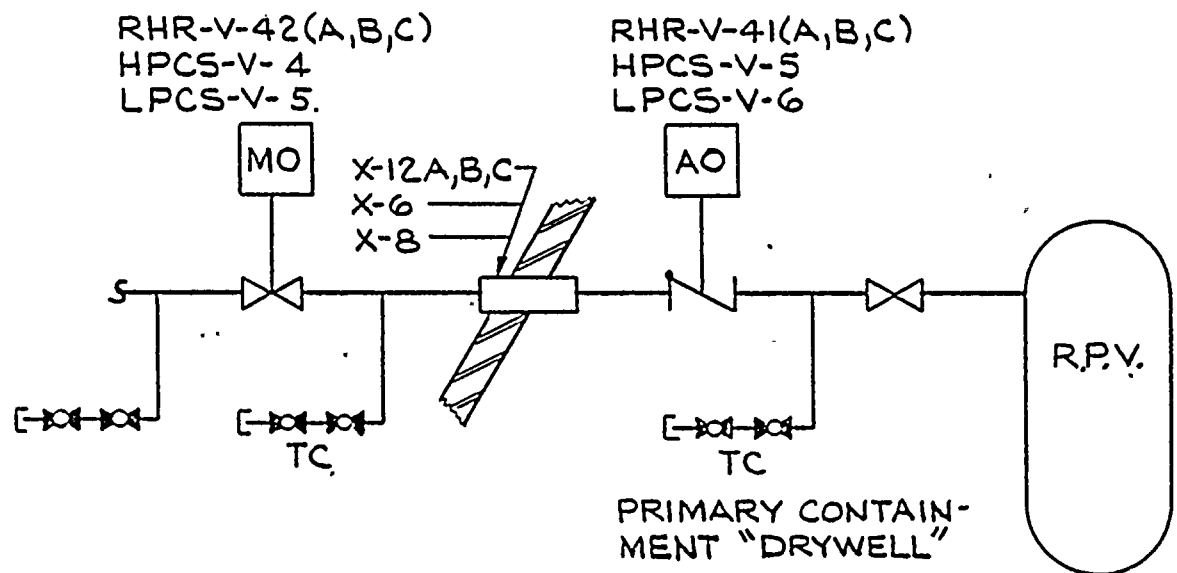 RHR-V-42(A,B,C)
HPCS-V-4
LPCS-V-5.
RHR-V-41(A,B,C)
HPCS-V-5
LPCS-V-6
MO
X-12A,B,C
X-6
X-8
AO
S
R.P.V.
TC.
TC
PRIMARY CONTAIN-
MENT "DRYWELL"